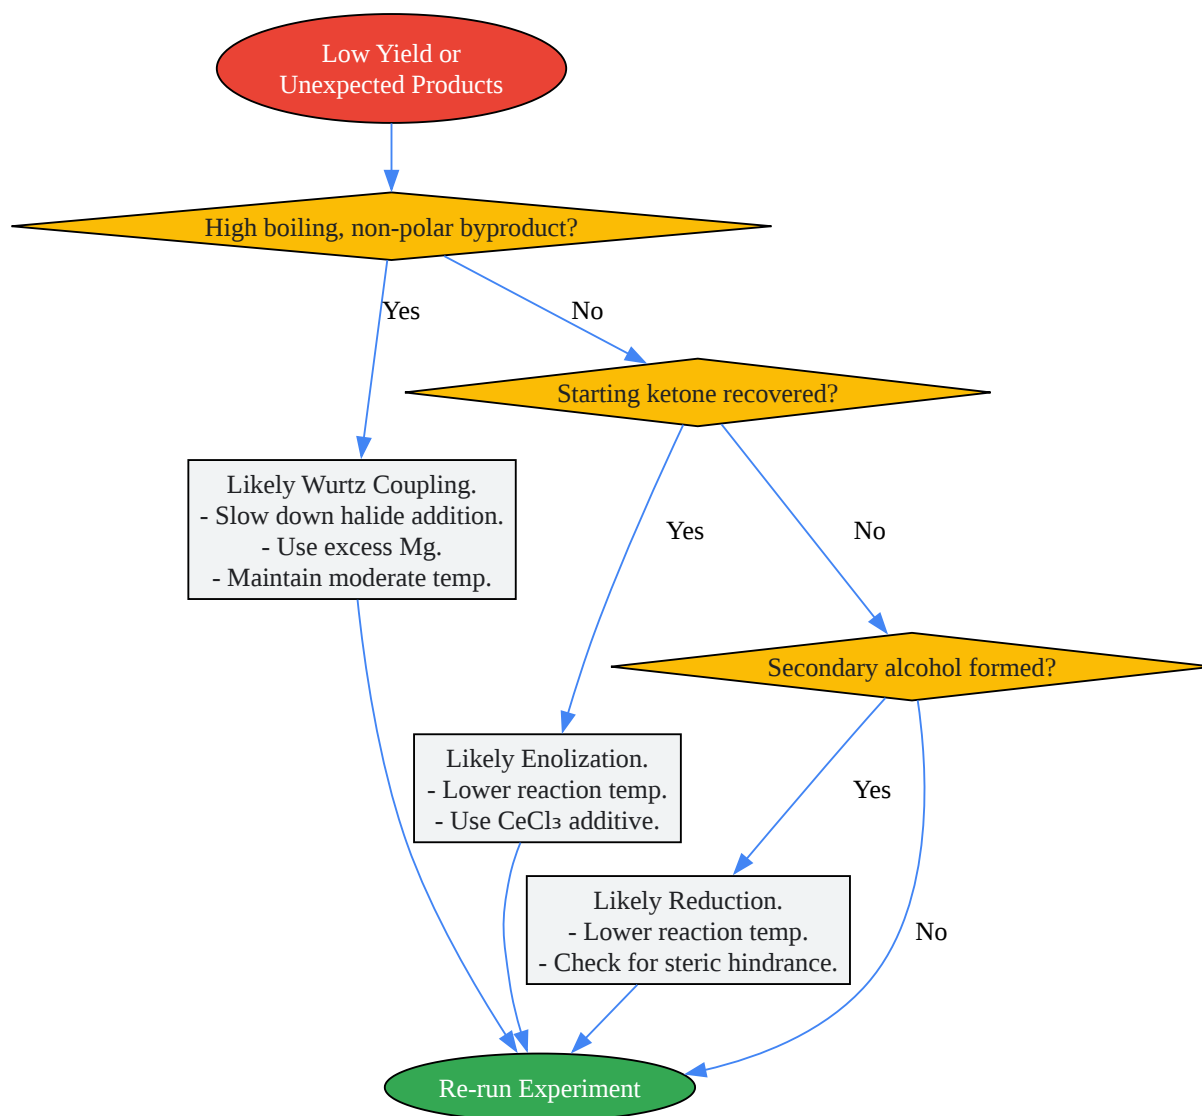 Low Yield or
Unexpected Products
High boiling, non-polar byproduct?
Yes
No
Starting ketone recovered?
Likely Wurtz Coupling.
- Slow down halide addition.
- Use excess Mg.
- Maintain moderate temp.
Yes
No
Secondary alcohol formed?
Likely Enolization.
- Lower reaction temp.
- Use CeCl₃ additive.
Yes
Likely Reduction.
- Lower reaction temp.
- Check for steric hindrance.
No
Re-run Experiment